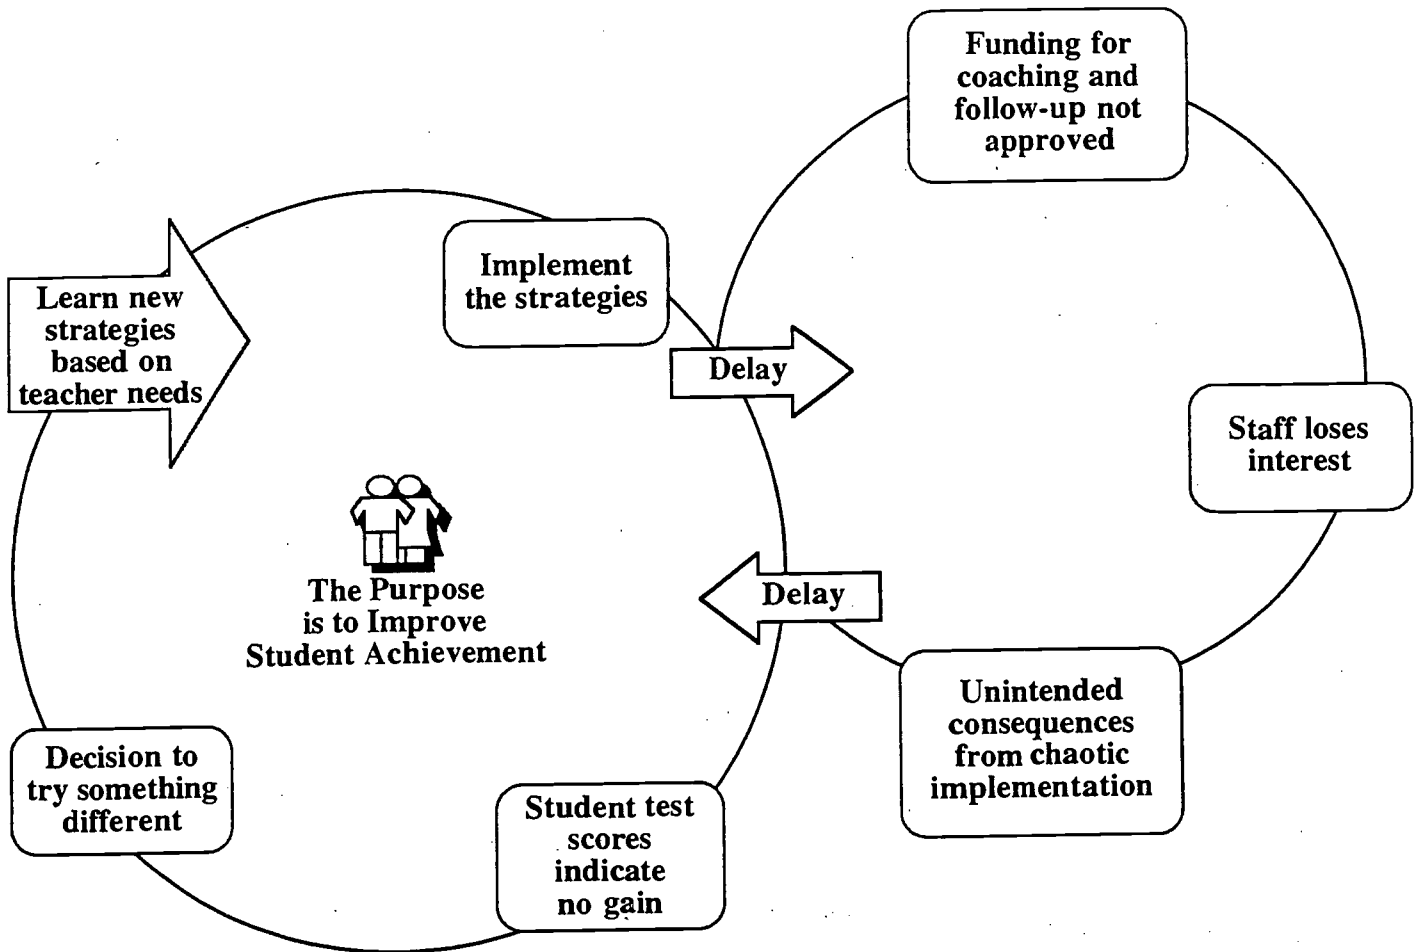 Funding for
coaching and
follow-up not
approved
Implement
the strategies
Learn new
strategies
based on
teacher needs
Delay
Staff loses
interest
The Purpose
is to Improve
Student Achievement
Delay
Unintended
consequences
from chaotic
implementation
Decision to
try something
different
Student test
scores
indicate
no gain